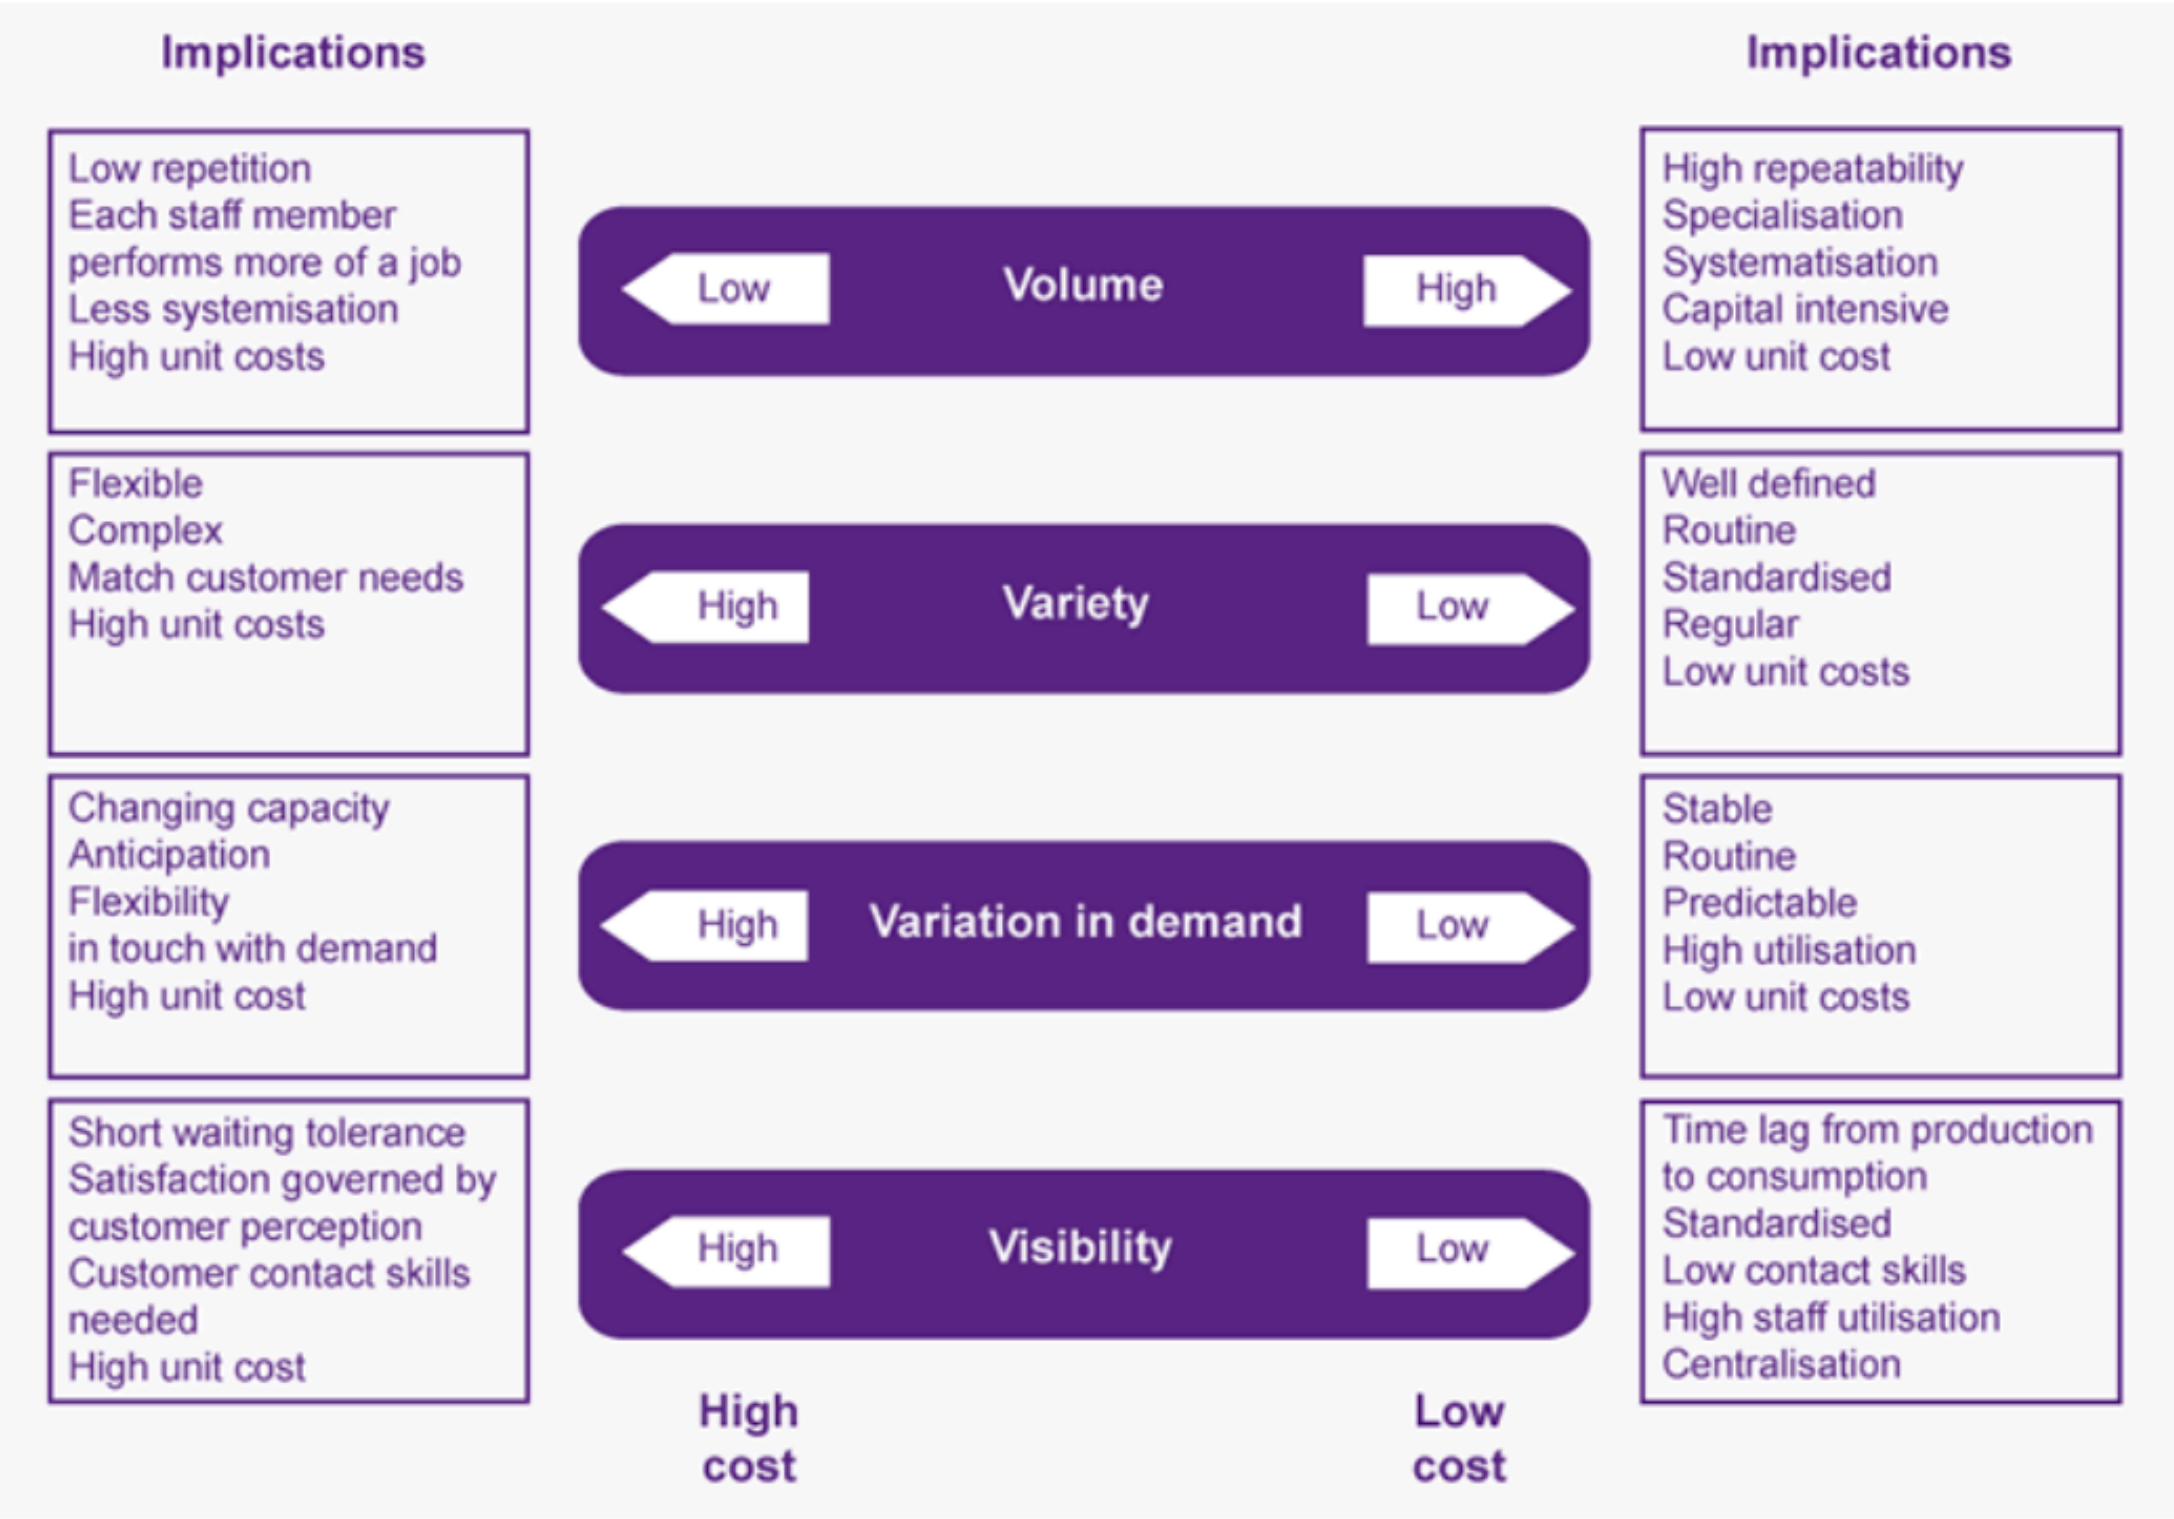 Implications
Implications
Low repetition
Each staff member
performs more of a job
Less systemisation
High unit costs
Low
Volume
High
High repeatability
Specialisation
Systematisation
Capital intensive
Low unit cost
Flexible
Complex
Match customer needs
High unit costs
High
Variety
Low
Well defined
Routine
Standardised
Regular
Low unit costs
Changing capacity
Anticipation
Flexibility
in touch with demand
High unit cost
High
Variation in demand
Low
Stable
Routine
Predictable
High utilisation
Low unit costs
Short waiting tolerance
Satisfaction governed by
customer perception
Customer contact skills
needed
High unit cost
High
Visibility
Low
Time lag from production
to consumption
Standardised
Low contact skills
High staff utilisation
Centralisation
High
cost
Low
cost